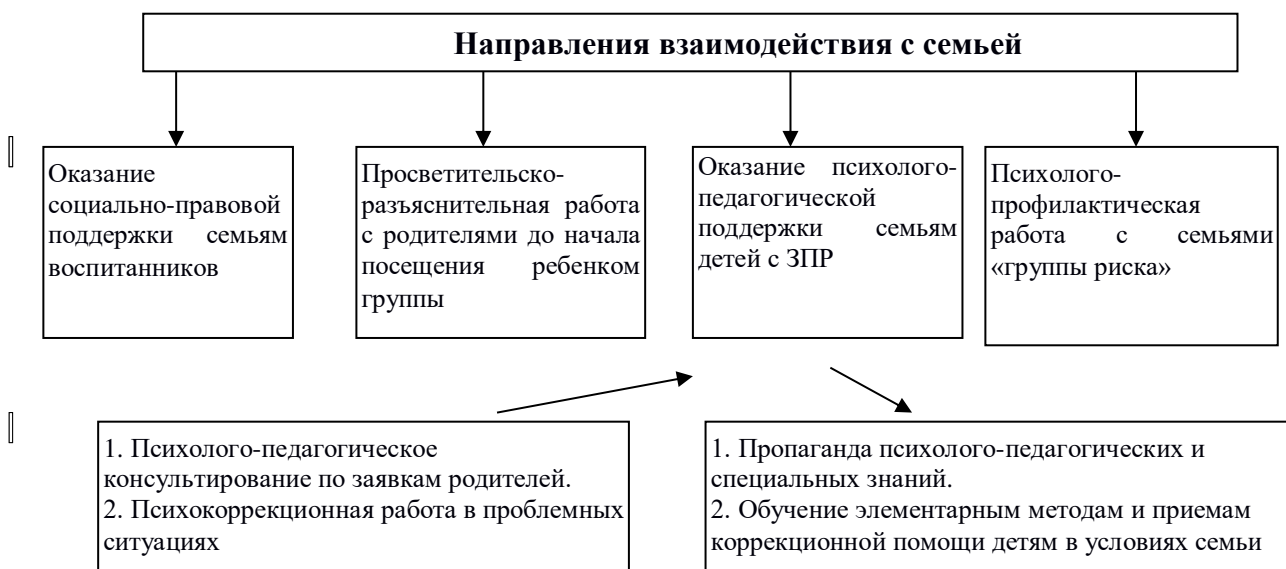 Направления взаимодействия с семьей
Оказание
социально-правовой
поддержки семьям
воспитанников
Просветительско-
разъяснительная работа
с родителями до начала
посещения ребенком
группы
Оказание психолого-
педагогической
поддержки семьям
детей с ЗПР
Психолого-
профилактическая
работа с семьями
«группы риска»
1. Психолого-педагогическое
консультирование по заявкам родителей.
2. Психокоррекционная работа в проблемных
ситуациях
1. Пропаганда психолого-педагогических и
специальных знаний.
2. Обучение элементарным методам и приемам
коррекционной помощи детям в условиях семьи